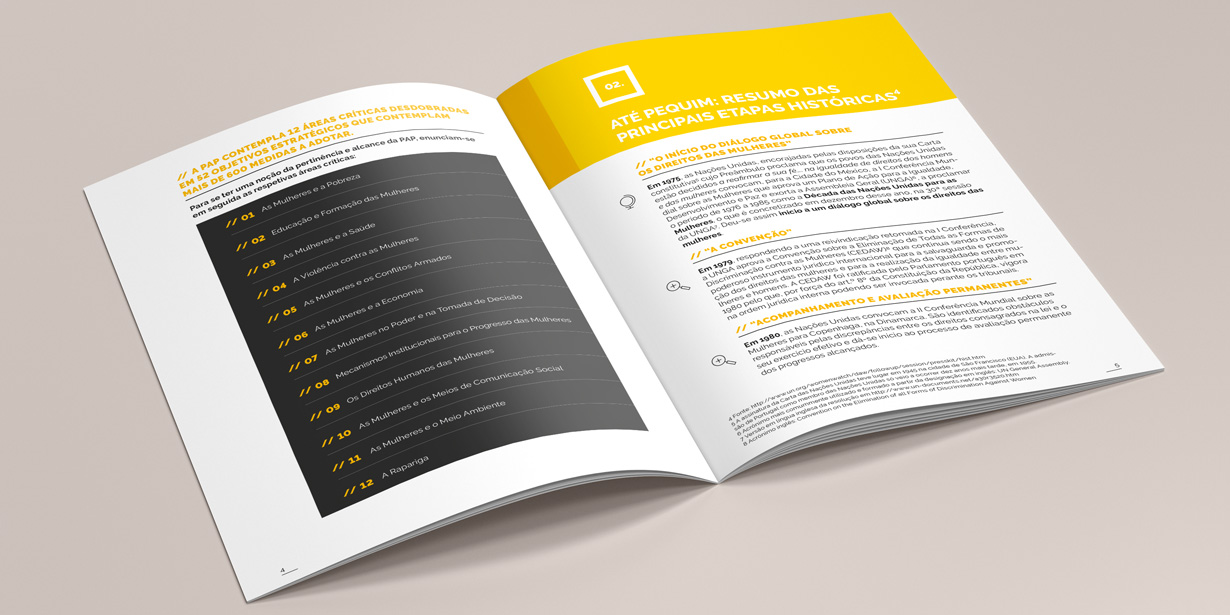 // A PAP CONTEMPLA 12 ÁREAS CRÍTICAS DESDOBRADAS
EM 52 OBJETIVOS ESTRATÉGICOS QUE CONTEMPLAM
MAIS DE 600 MEDIDAS A ADOTAR.
Para se ter uma noção da pertinência e alcance da PAP, enunciam-se
em seguida as respetivas áreas críticas:
// 01 As Mulheres e a Pobreza
// 02 Educação e Formação das Mulheres
// 03 As Mulheres e a Saúde
// 04 A Violência contra as Mulheres
// 05 As Mulheres e os Conflitos Armados
// 06 As Mulheres e a Economia
// 07 As Mulheres no Poder e na Tomada de Decisão
// 08 Mecanismos Institucionais para o Progresso das Mulheres
// 09 Os Direitos Humanos das Mulheres
// 10 As Mulheres e os Meios de Comunicação Social
// 11 As Mulheres e o Meio Ambiente
// 12 A Rapariga
4
02.
ATÉ PEQUIM: RESUMO DAS
PRINCIPAIS ETAPAS HISTÓRICAS⁴
// "O INÍCIO DO DIÁLOGO GLOBAL SOBRE
OS DIREITOS DAS MULHERES"
Em 1975, as Nações Unidas, encorajadas pelas disposições da sua Carta
constitutiva⁵ cujo Preâmbulo proclama que os povos das Nações Unidas
estão decididos a reafirmar a sua fé... na igualdade de direitos dos homens
e das mulheres convocam, para a Cidade do México, a I Conferência Mun-
dial sobre as Mulheres que aprova um Plano de Ação para a Igualdade,
Desenvolvimento e Paz e exorta a Assembleia Geral (UNGA)⁶, a proclamar
o período de 1976 a 1985 como a Década das Nações Unidas para as
Mulheres, o que é concretizado em dezembro desse ano, na 30ª sessão
da UNGA⁷. Deu-se assim início a um diálogo global sobre os direitos das
mulheres.
// "A CONVENÇÃO"
Em 1979, respondendo a uma reivindicação retomada na I Conferência,
a UNGA aprova a Convenção sobre a Eliminação de Todas as Formas de
Discriminação contra as Mulheres (CEDAW)⁸ que continua sendo o mais
poderoso instrumento jurídico internacional para a salvaguarda e promo-
ção dos direitos das mulheres e para a realização da igualdade entre mu-
lheres e homens. A CEDAW foi ratificada pelo Parlamento português em
1980 pelo que, por força do art.º 8º da Constituição da República, vigora
na ordem jurídica interna podendo ser invocada perante os tribunais.
// "ACOMPANHAMENTO E AVALIAÇÃO PERMANENTES"
Em 1980, as Nações Unidas convocam a II Conferência Mundial sobre as
Mulheres para Copenhaga, na Dinamarca. São identificados obstáculos
responsáveis pelas discrepâncias entre os direitos consagrados na lei e o
seu exercício efetivo e dá-se início ao processo de avaliação permanente
dos progressos alcançados.
4 Fonte: http://www.un.org/womenwatch/daw/followup/session/presskit/hist.htm
5 A assinatura da Carta das Nações Unidas teve lugar em 1945 na cidade de São Francisco (EUA). A admis-
são de Portugal como membro das Nações Unidas só veio a ocorrer dez anos mais tarde, em 1955.
6 Acrónimo mais comummente utilizado e formado a partir da designação em inglês: UN General Assembly
7 Versão em língua inglesa da resolução em http://www.un-documents.net/a30r3520.htm
8 Acrónimo inglês: Convention on the Elimination of all Forms of Discrimination Against Women
5